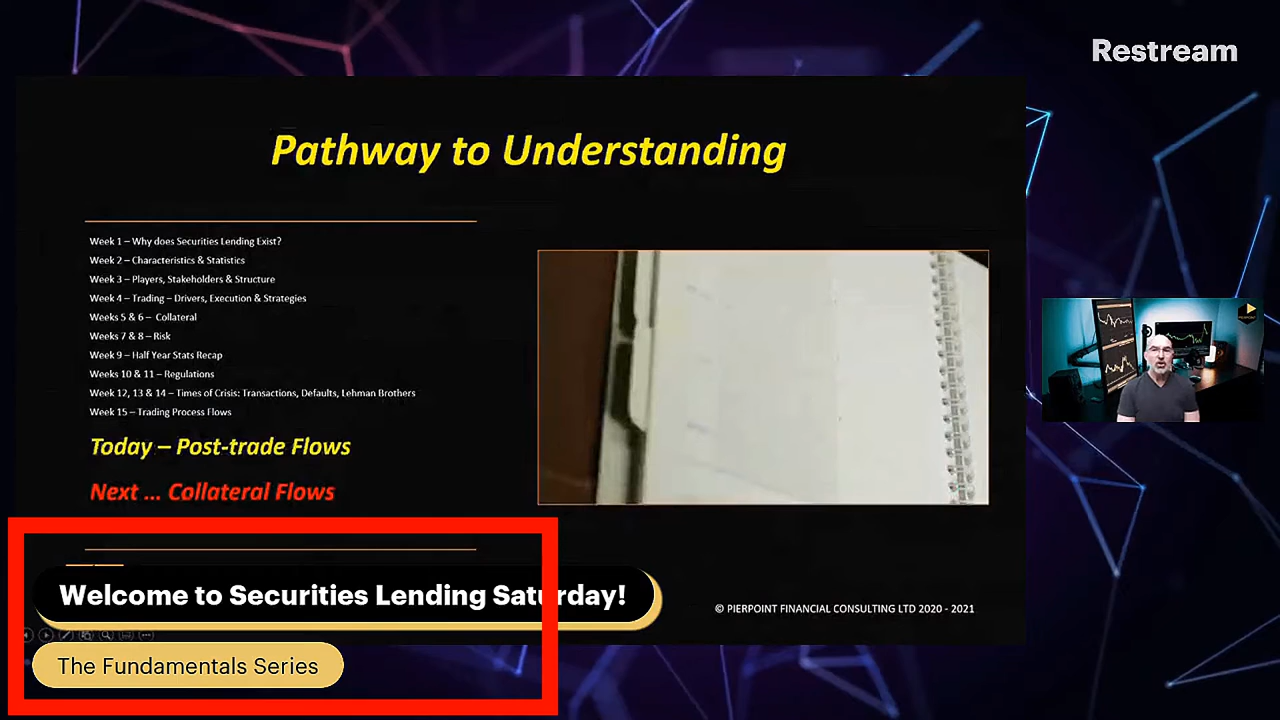 Restream
Pathway to Understanding
Week 1 – Why does Securities Lending Exist?
Week 2 – Characteristics & Statistics
Week 3 – Players, Stakeholders & Structure
Week 4 – Trading – Drivers, Execution & Strategies
Weeks 5 & 6 – Collateral
Weeks 7 & 8 – Risk
Week 9 – Half Year Stats Recap
Weeks 10 & 11 – Regulations
Week 12, 13 & 14 – Times of Crisis: Transactions, Defaults, Lehman Brothers
Week 15 – Trading Process Flows
Today – Post-trade Flows
Next ... Collateral Flows
Welcome to Securities Lending Saturday!
© PIERPOINT FINANCIAL CONSULTING LTD 2020 - 2021
The Fundamentals Series